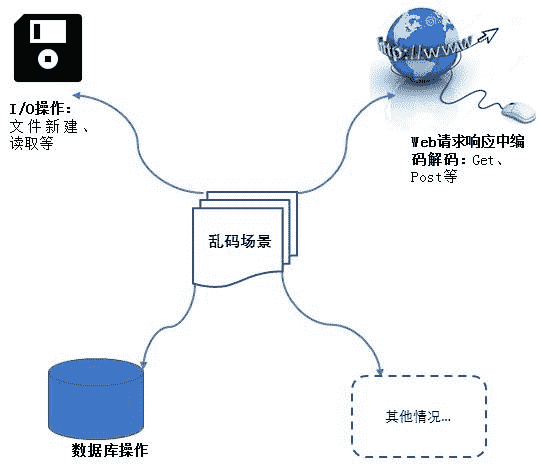 http://www
I/O操作：
文件新建、
读取等
Web请求响应中编
码解码：Get、
Post等
乱码场景
数据库操作
其他情况...